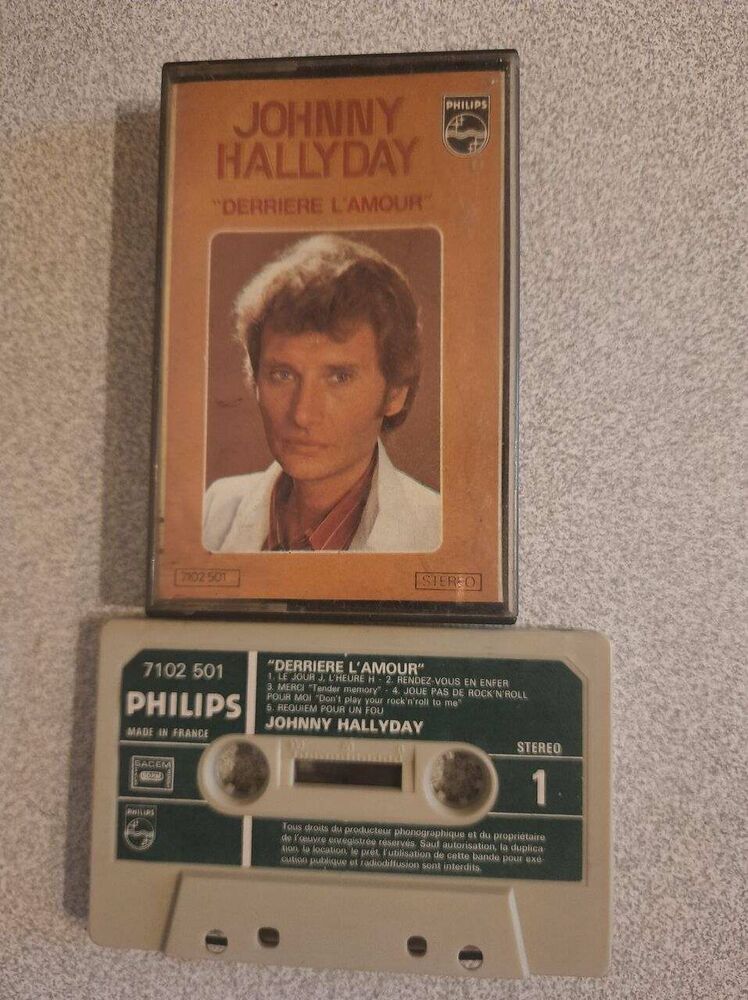 JOHNNY
HALLYDAY
"DERRIERE L'AMOUR"
PHILIPS
7102 501
STEREO
7102 501
PHILIPS
MADE IN FRANCE
SACEM
PHILIPS
"DERRIERE L'AMOUR"
1. LE JOUR J, L'HEURE H - 2. RENDEZ-VOUS EN ENFER
3. MERCI "Tender memory" - 4. JOUE PAS DE ROCK'N'ROLL
POUR MOI "Don't play your rock'n'roll to me"
5. REQUIEM POUR UN FOU
JOHNNY HALLYDAY
STEREO
1
Tous droits du producteur phonographique et du propriétaire
de l'œuvre enregistrée réservés. Sauf autorisation, la duplica-
tion, la location, le prêt, l'utilisation de cette bande pour exé-
cution publique et radiodiffusion sont interdits.